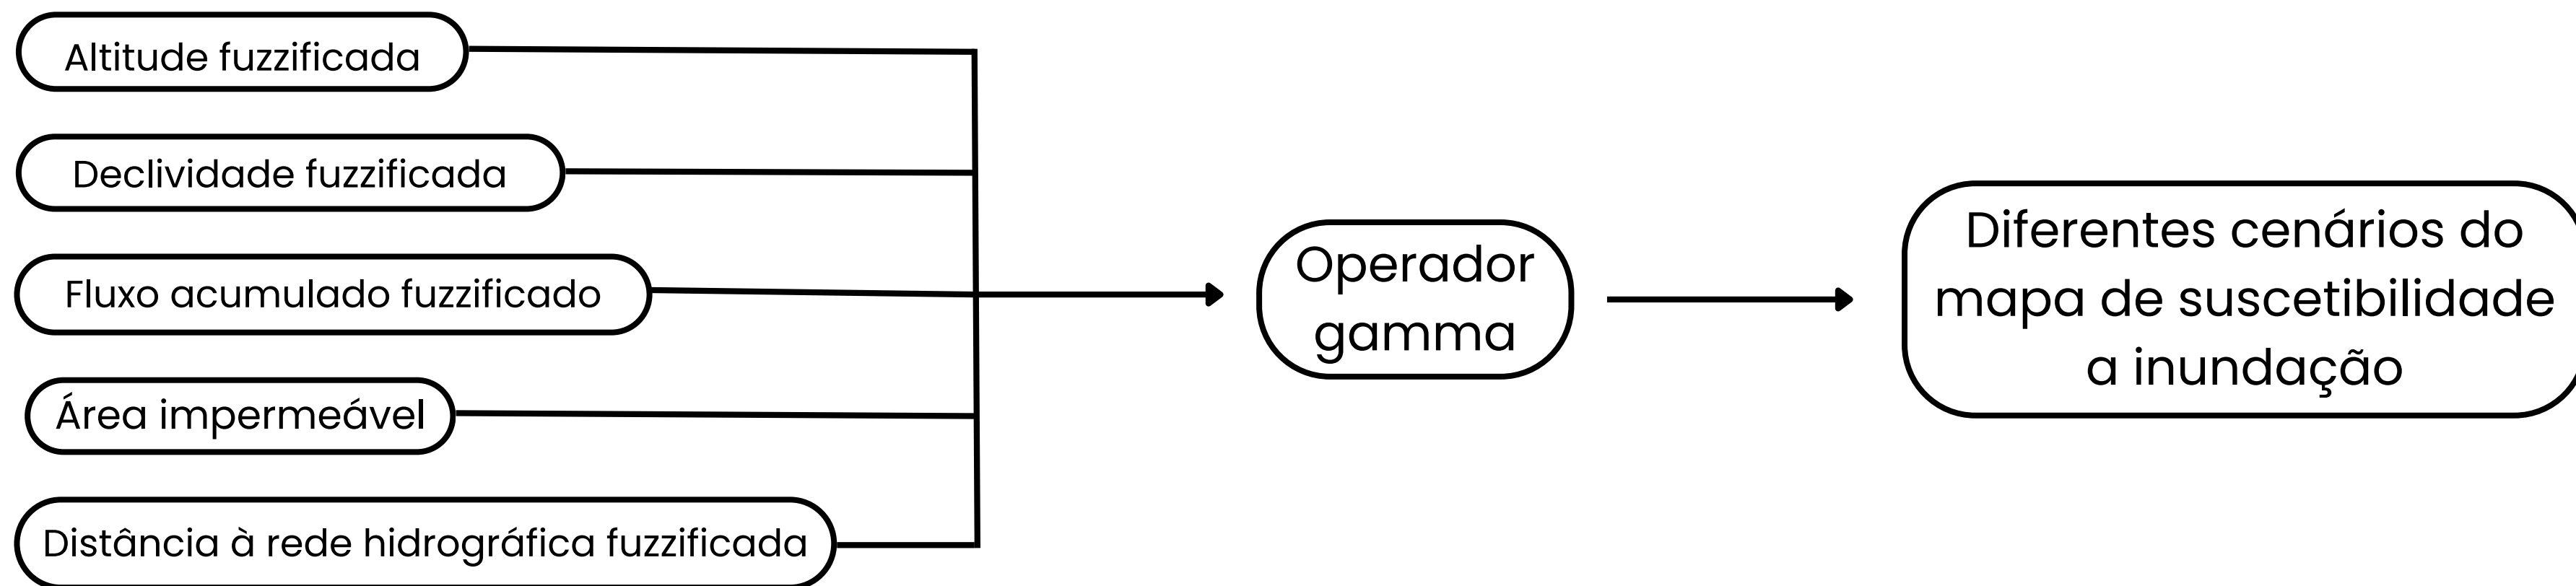 Altitude fuzzificada
Declividade fuzzificada
Fluxo acumulado fuzzificado
Área impermeável
Distância à rede hidrográfica fuzzificada
Operador
gamma
Diferentes cenários do
mapa de suscetibilidade
a inundação